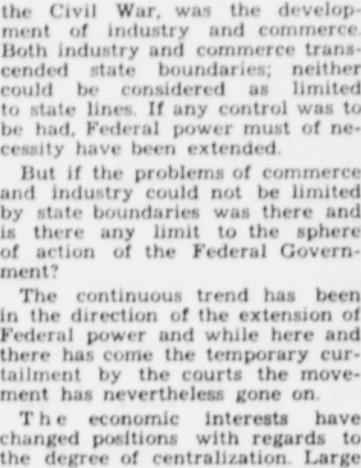 the Civil War, was the develop-
ment of industry and commerce.
Both industry and commerce trans-
cended state boundaries; neither
could be considered as limited
to state lines. If any control was to
be had, Federal power must of ne-
cessity have been extended.
But if the problems of commerce
and industry could not be limited
by state boundaries was there and
is there any limit to the sphere
of action of the Federal Govern-
ment?
The continuous trend has been
in the direction of the extension of
Federal power and while here and
there has come the temporary cur-
tailment by the courts the move-
ment has nevertheless gone on.
The economic interests have
changed positions with regards to
the degree of centralization. Large